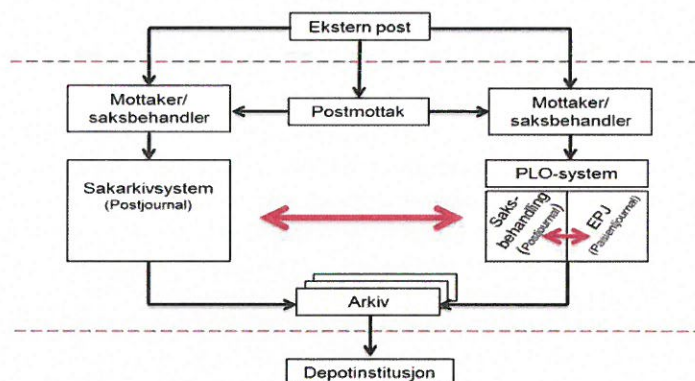 Ekstern post
Mottaker/
saksbehandler
Postmottak
Mottaker/
saksbehandler
Sakarkivsystem
(Postjournal)
PLO-system
Saks-
behandling
(Postjournal)
EPJ
(Pasientjournal)
Arkiv
Depotinstitusjon